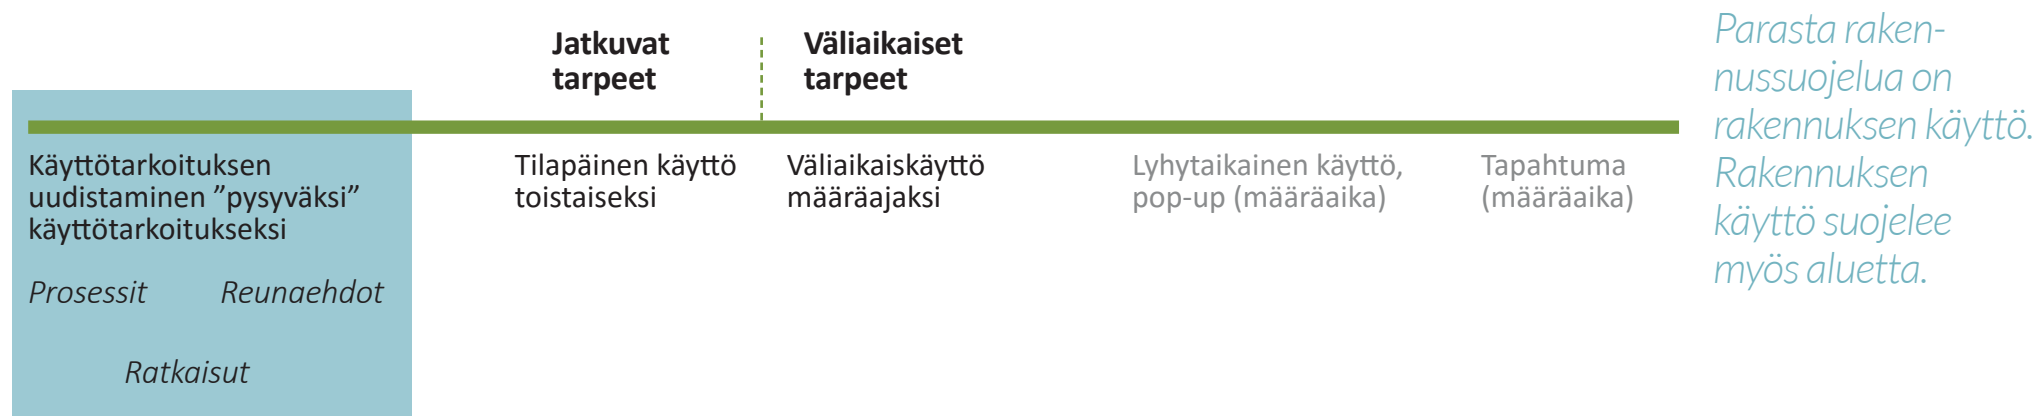 Jatkuvat
tarpeet
Väliaikaiset
tarpeet
Käyttötarkoituksen
uudistaminen ”pysyväksi”
käyttötarkoitukseksi
Prosessit
Reunaehdot
Ratkaisut
Tilapäinen käyttö
toistaiseksi
Väliaikaiskäyttö
määräajaksi
Lyhytaikainen käyttö,
pop-up (määräaika)
Tapahtuma
(määräaika)
Parasta raken-
nussuojelua on
rakennuksen käyttö.
Rakennuksen
käyttö suojelee
myös aluetta.